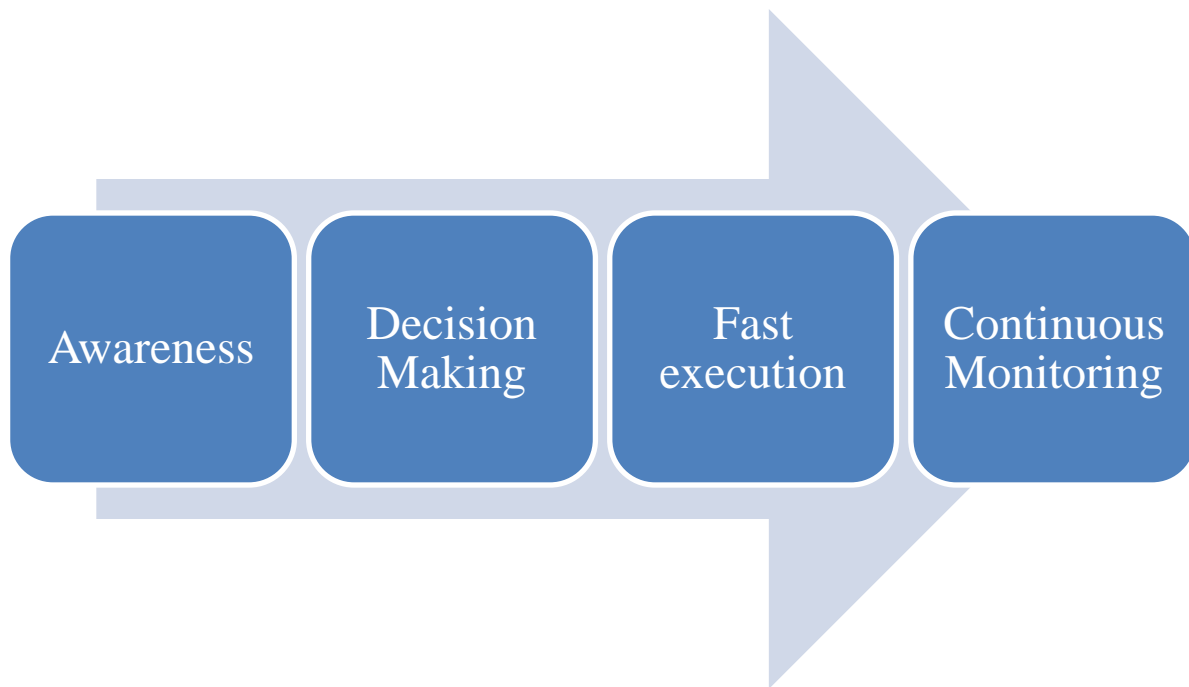 Awareness
Decision
Making
Fast
execution
Continuous
Monitoring